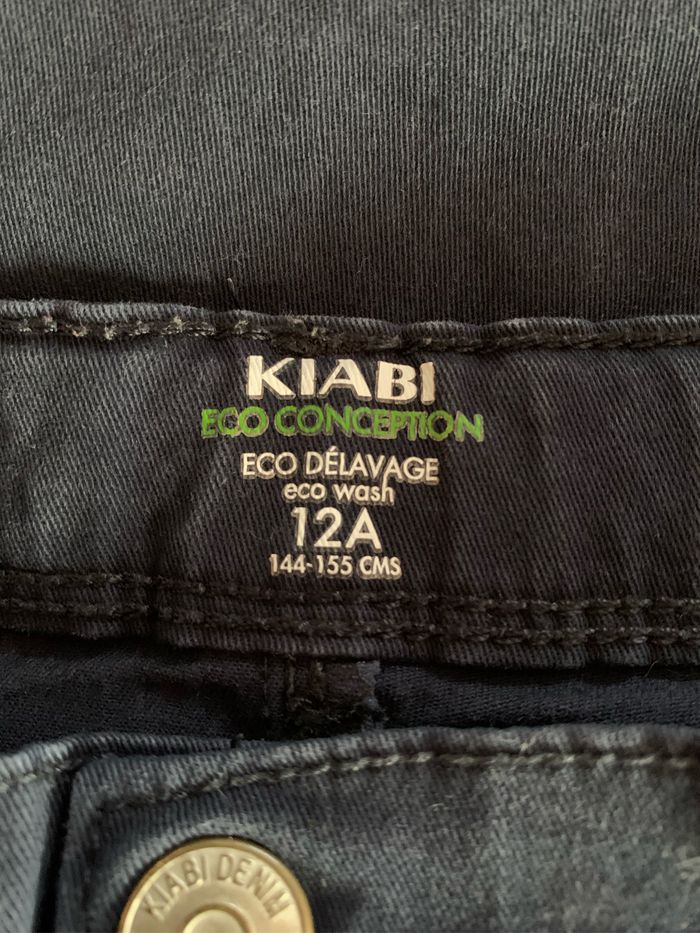 KIABI
ECO CONCEPTION
ECO DÉLAVAGE
eco wash
12A
144-155 CMS
KIABI DENIM